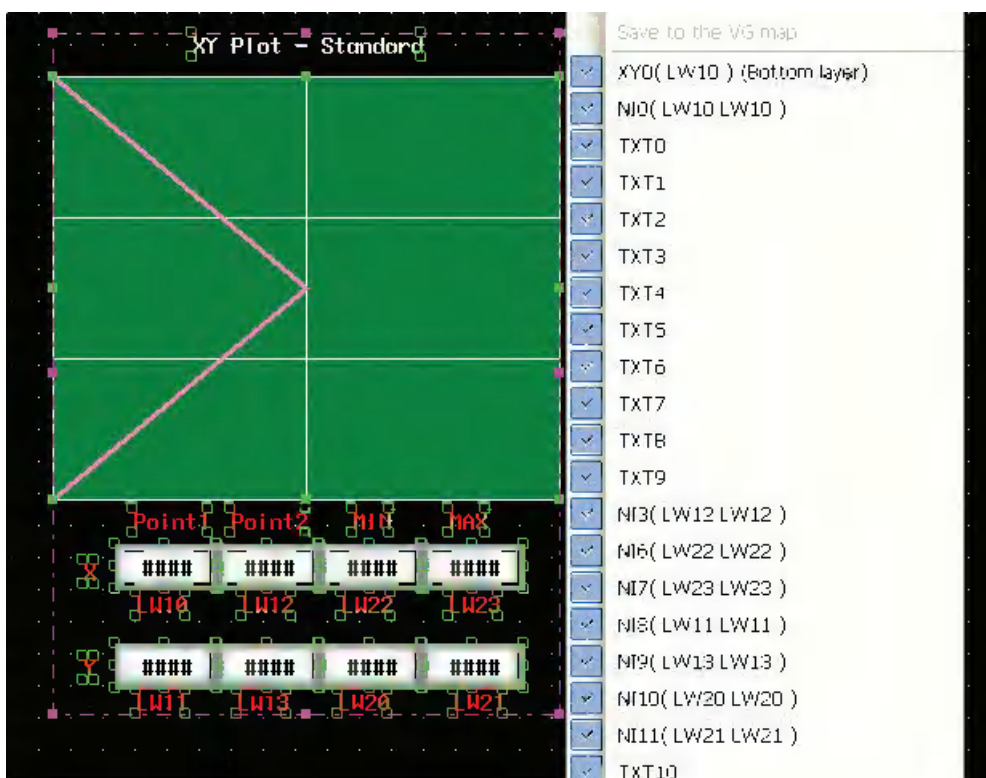 XY Plot - Standard
Point1 Point2 MIN MAX
X #### #### #### ####
LW10 LW12 LW22 LW23
Y #### #### #### ####
LW11 LW13 LW20 LW21
Save to the VG map
XY0( LW10 ) (Bottom layer)
NI0( LW10 LW10 )
TXT0
TXT1
TXT2
TXT3
TXT4
TXT5
TXT6
TXT7
TXT8
TXT9
NI3( LW12 LW12 )
NI6( LW22 LW22 )
NI7( LW23 LW23 )
NI8( LW11 LW11 )
NI9( LW13 LW13 )
NI10( LW20 LW20 )
NI11( LW21 LW21 )
TXT10